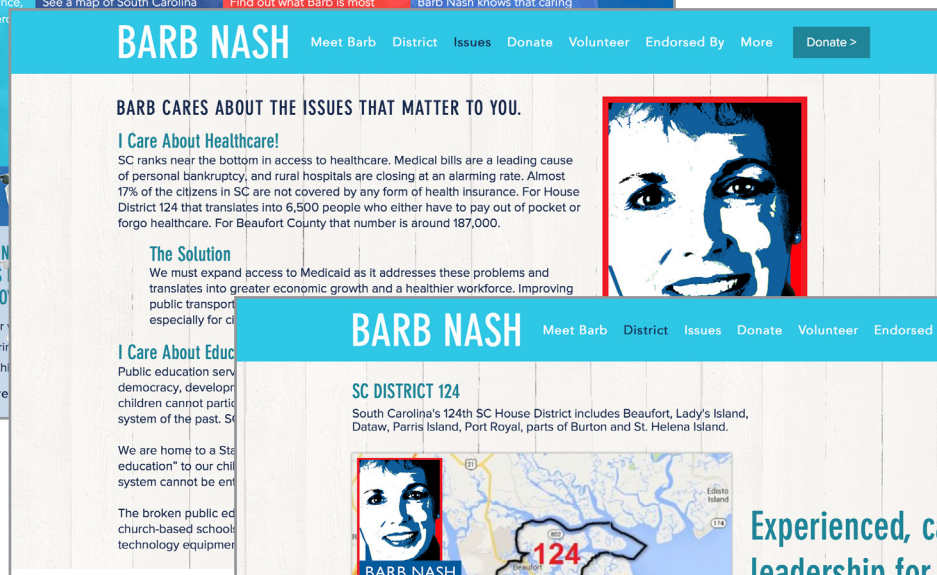 See a map of South Carolina
Find out what Barb is most
Barb Nash knows that caring
BARB NASH
Meet Barb District Issues Donate Volunteer Endorsed By More
Donate >
BARB CARES ABOUT THE ISSUES THAT MATTER TO YOU.
I Care About Healthcare!
SC ranks near the bottom in access to healthcare. Medical bills are a leading cause
of personal bankruptcy, and rural hospitals are closing at an alarming rate. Almost
17% of the citizens in SC are not covered by any form of health insurance. For House
District 124 that translates into 6,500 people who either have to pay out of pocket or
forgo healthcare. For Beaufort County that number is around 187,000.
The Solution
We must expand access to Medicaid as it addresses these problems and
translates into greater economic growth and a healthier workforce. Improving
public transport
especially for ci
I Care About Educ
Public education serv
democracy, developr
children cannot partic
system of the past. SC
We are home to a Sta
education" to our chil
system cannot be ent
The broken public ed
church-based schools
technology equipmer
BARB NASH
Meet Barb District Issues Donate Volunteer Endorsed
SC DISTRICT 124
South Carolina's 124th SC House District includes Beaufort, Lady's Island,
Dataw, Parris Island, Port Royal, parts of Burton and St. Helena Island.
21
Edisto
Island
174
802
124
Beaufort
BARB NASH
Experienced, ca
leadership for